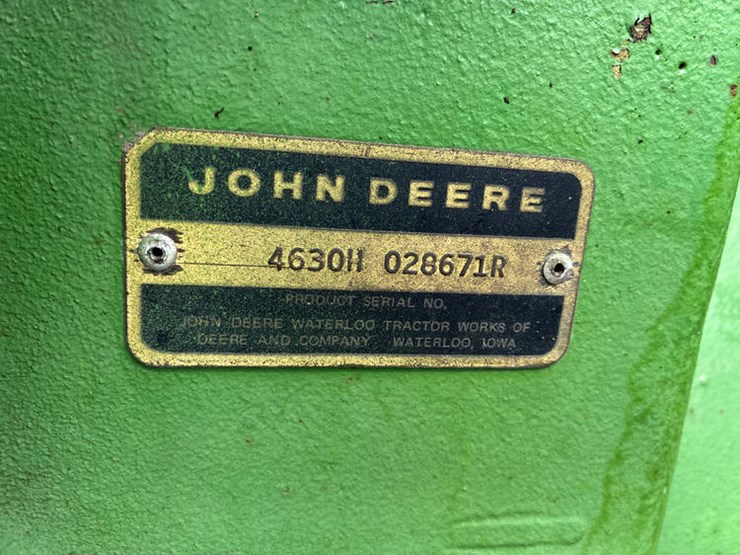 JOHN DEERE
4630H 028671R
PRODUCT SERIAL NO.
JOHN DEERE WATERLOO TRACTOR WORKS OF
DEERE AND COMPANY WATERLOO, IOWA